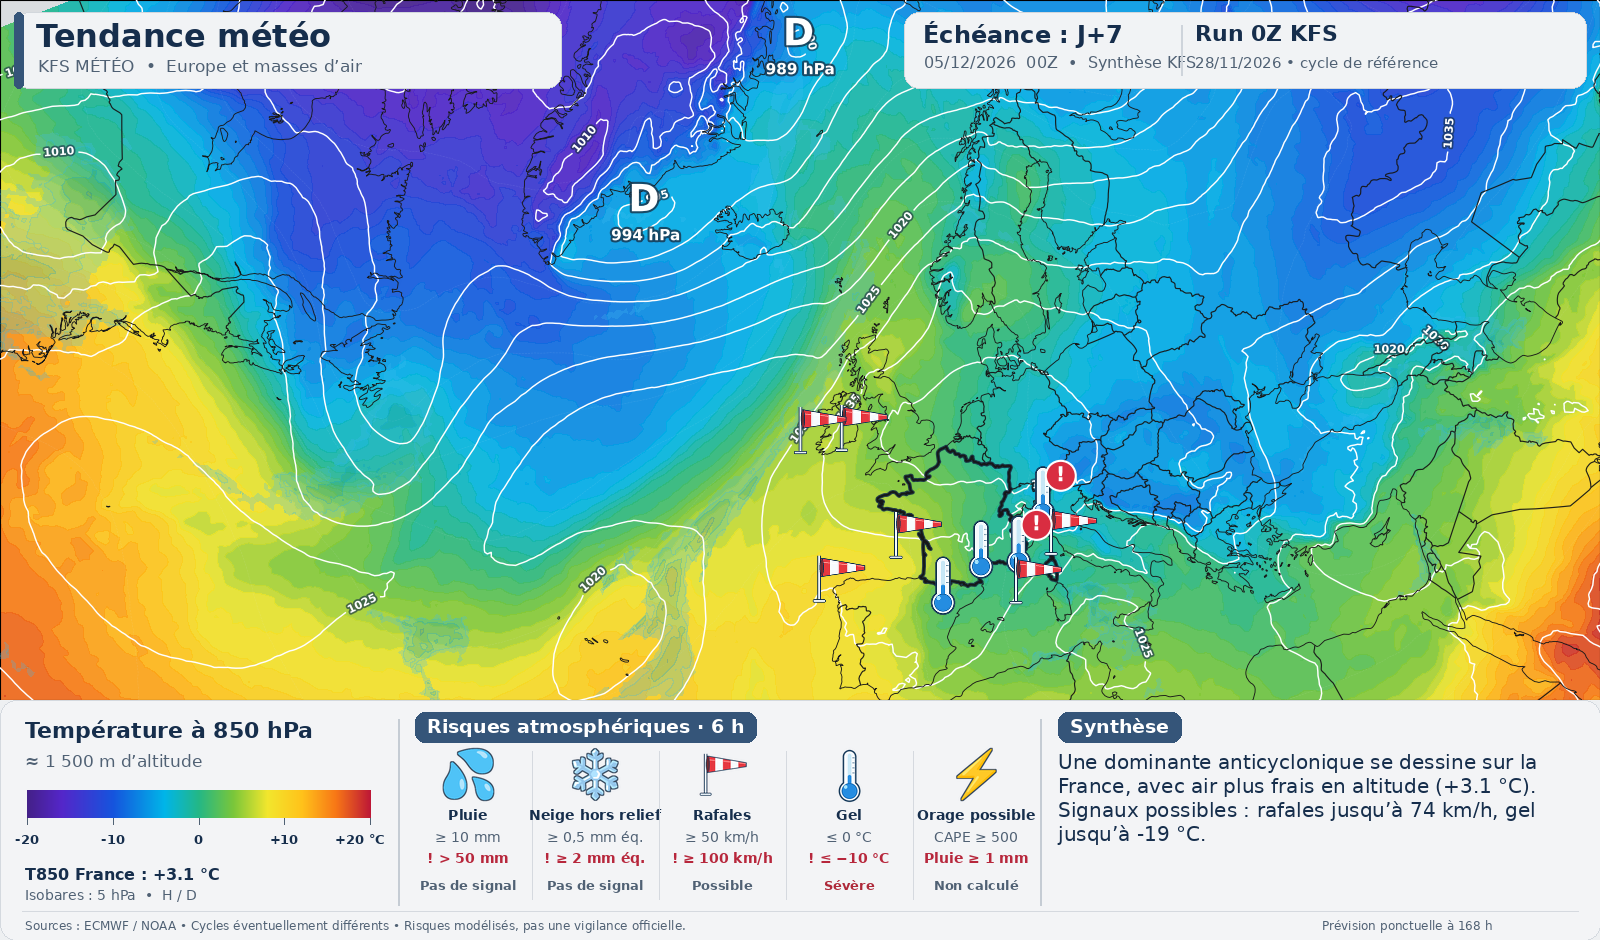 Tendance météo
KFS MÉTÉO • Europe et masses d’air
Échéance : J+7
05/12/2026 00Z • Synthèse KFS
Run 0Z KFS
28/11/2026 • cycle de référence
D
989 hPa
D
994 hPa
1010
1010
1020
1025
1035
1020
1020
1025
1020
1025
!
!
Température à 850 hPa
≈ 1 500 m d’altitude
-20 -10 0 +10 +20 °C
T850 France : +3.1 °C
Isobares : 5 hPa • H / D
Risques atmosphériques · 6 h
Pluie
≥ 10 mm
! > 50 mm
Pas de signal
Neige hors relief
≥ 0,5 mm éq.
! ≥ 2 mm éq.
Pas de signal
Rafales
≥ 50 km/h
! ≥ 100 km/h
Possible
Gel
≤ 0 °C
! ≤ −10 °C
Sévère
Orage possible
CAPE ≥ 500
Pluie ≥ 1 mm
Non calculé
Synthèse
Une dominante anticyclonique se dessine sur la
France, avec air plus frais en altitude (+3.1 °C).
Signaux possibles : rafales jusqu’à 74 km/h, gel
jusqu’à -19 °C.
Sources : ECMWF / NOAA • Cycles éventuellement différents • Risques modélisés, pas une vigilance officielle.
Prévision ponctuelle à 168 h